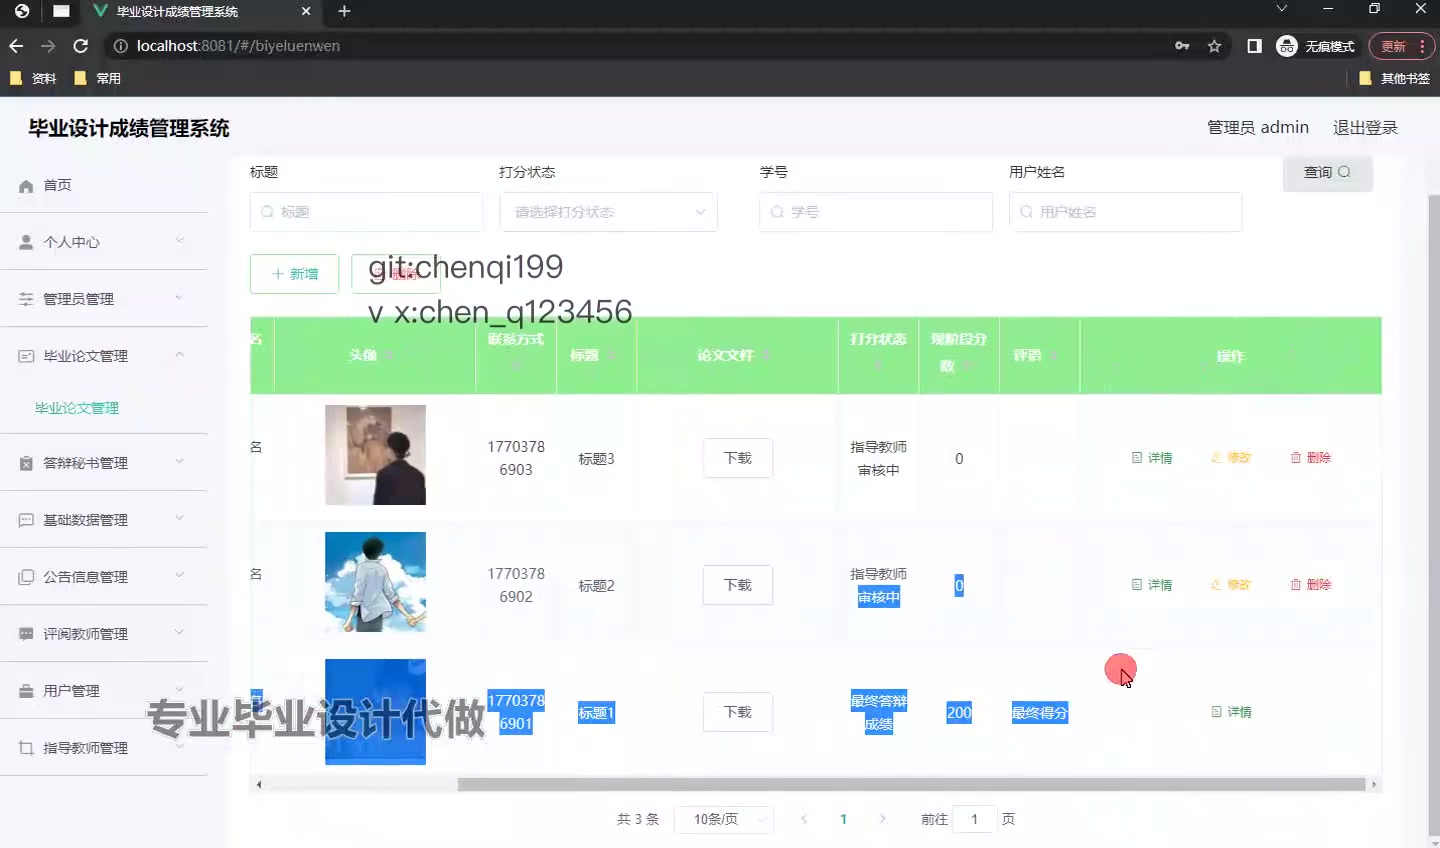 毕业设计成绩管理系统
localhost:8081/#/biyeluenwen
无痕模式
更新
资料
常用
其他书签
毕业设计成绩管理系统
管理员 admin
退出登录
首页
个人中心
管理员管理
毕业论文管理
毕业论文管理
答辩秘书管理
基础数据管理
公告信息管理
评阅教师管理
用户管理
指导教师管理
标题
打分状态
学号
用户姓名
查询
标题
请选择打分状态
学号
用户姓名
新增
删除
git:chenqi199
v x:chen_q123456
名
头像
联系方式
标题
论文文件
打分状态
现阶段分数
评语
操作
名
1770378
6903
标题3
下载
指导教师
审核中
0
详情
修改
删除
名
1770378
6902
标题2
下载
指导教师
审核中
0
详情
修改
删除
名
1770378
6901
标题1
下载
最终答辩
成绩
200
最终得分
详情
专业毕业设计代做
共 3 条
10条/页
1
前往
1
页